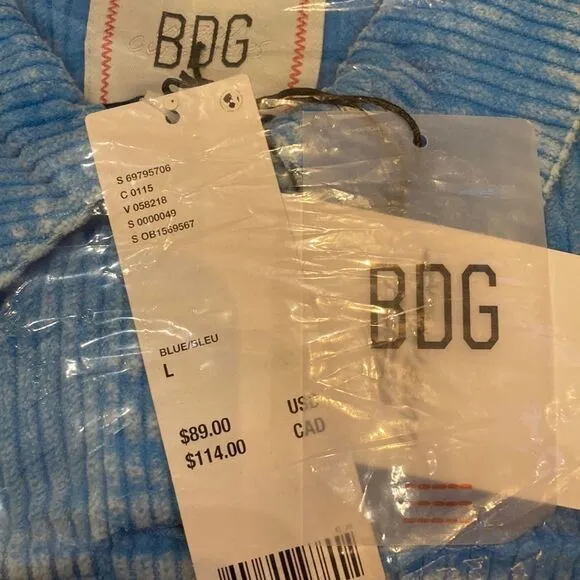 BDG
S 69795706
C 0115
V 058218
S 0000049
S OB1569567
BLUE/BLEU
L
$89.00 USD
$114.00 CAD
BDG